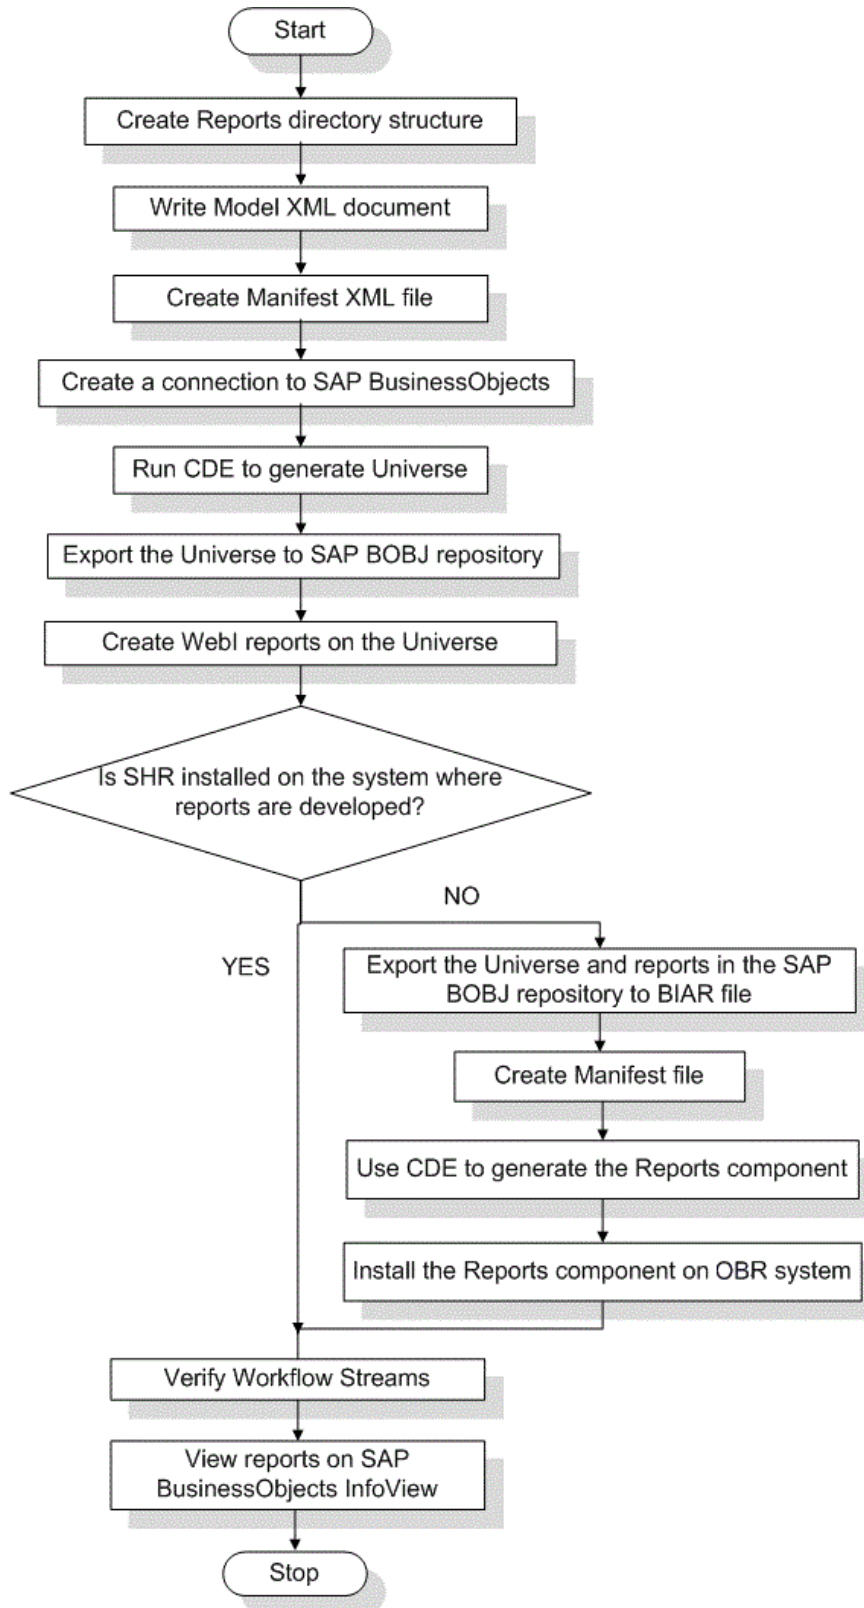 Start
Create Reports directory structure
Write Model XML document
Create Manifest XML file
Create a connection to SAP BusinessObjects
Run CDE to generate Universe
Export the Universe to SAP BOBJ repository
Create WebI reports on the Universe
Is SHR installed on the system where
reports are developed?
NO
YES
Export the Universe and reports in the SAP
BOBJ repository to BIAR file
Create Manifest file
Use CDE to generate the Reports component
Install the Reports component on OBR system
Verify Workflow Streams
View reports on SAP
BusinessObjects InfoView
Stop